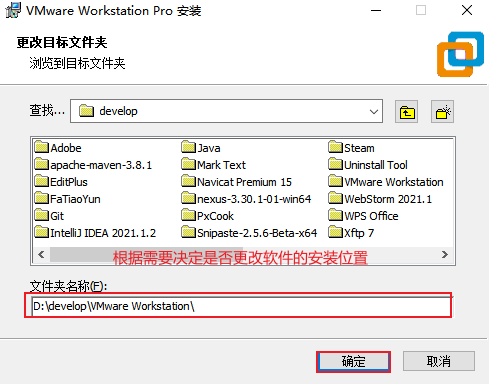 VMware Workstation Pro 安装
更改目标文件夹
浏览到目标文件夹
查找... develop
Adobe Java Steam
apache-maven-3.8.1 Mark Text Uninstall Tool
EditPlus Navicat Premium 15 VMware Workstation
FaTiaoYun nexus-3.30.1-01-win64 WebStorm 2021.1
Git PxCook WPS Office
IntelliJ IDEA 2021.1.2 Snipaste-2.5.6-Beta-x64 Xftp 7
根据需要决定是否更改软件的安装位置
文件夹名称(F):
D:\develop\VMware Workstation\
确定 取消